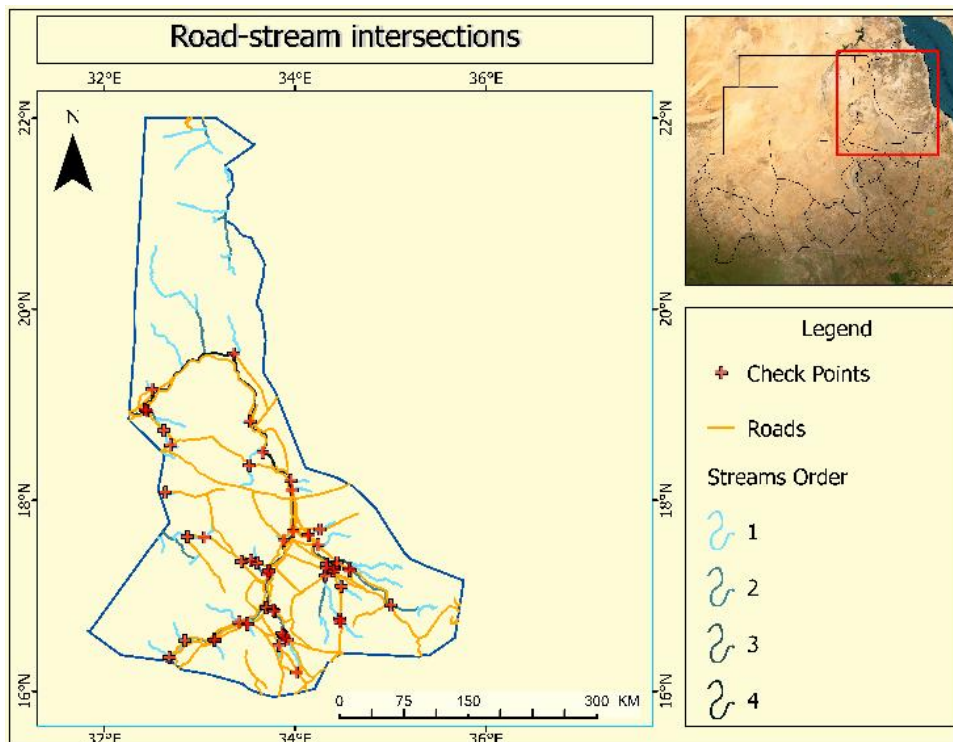 Road-stream intersections
32°E 34°E 36°E
N
22°N 22°N
20°N 20°N
18°N 18°N
16°N 16°N
0 75 150 300 KM
32°E 34°E 36°E
Legend
Check Points
Roads
Streams Order
1
2
3
4